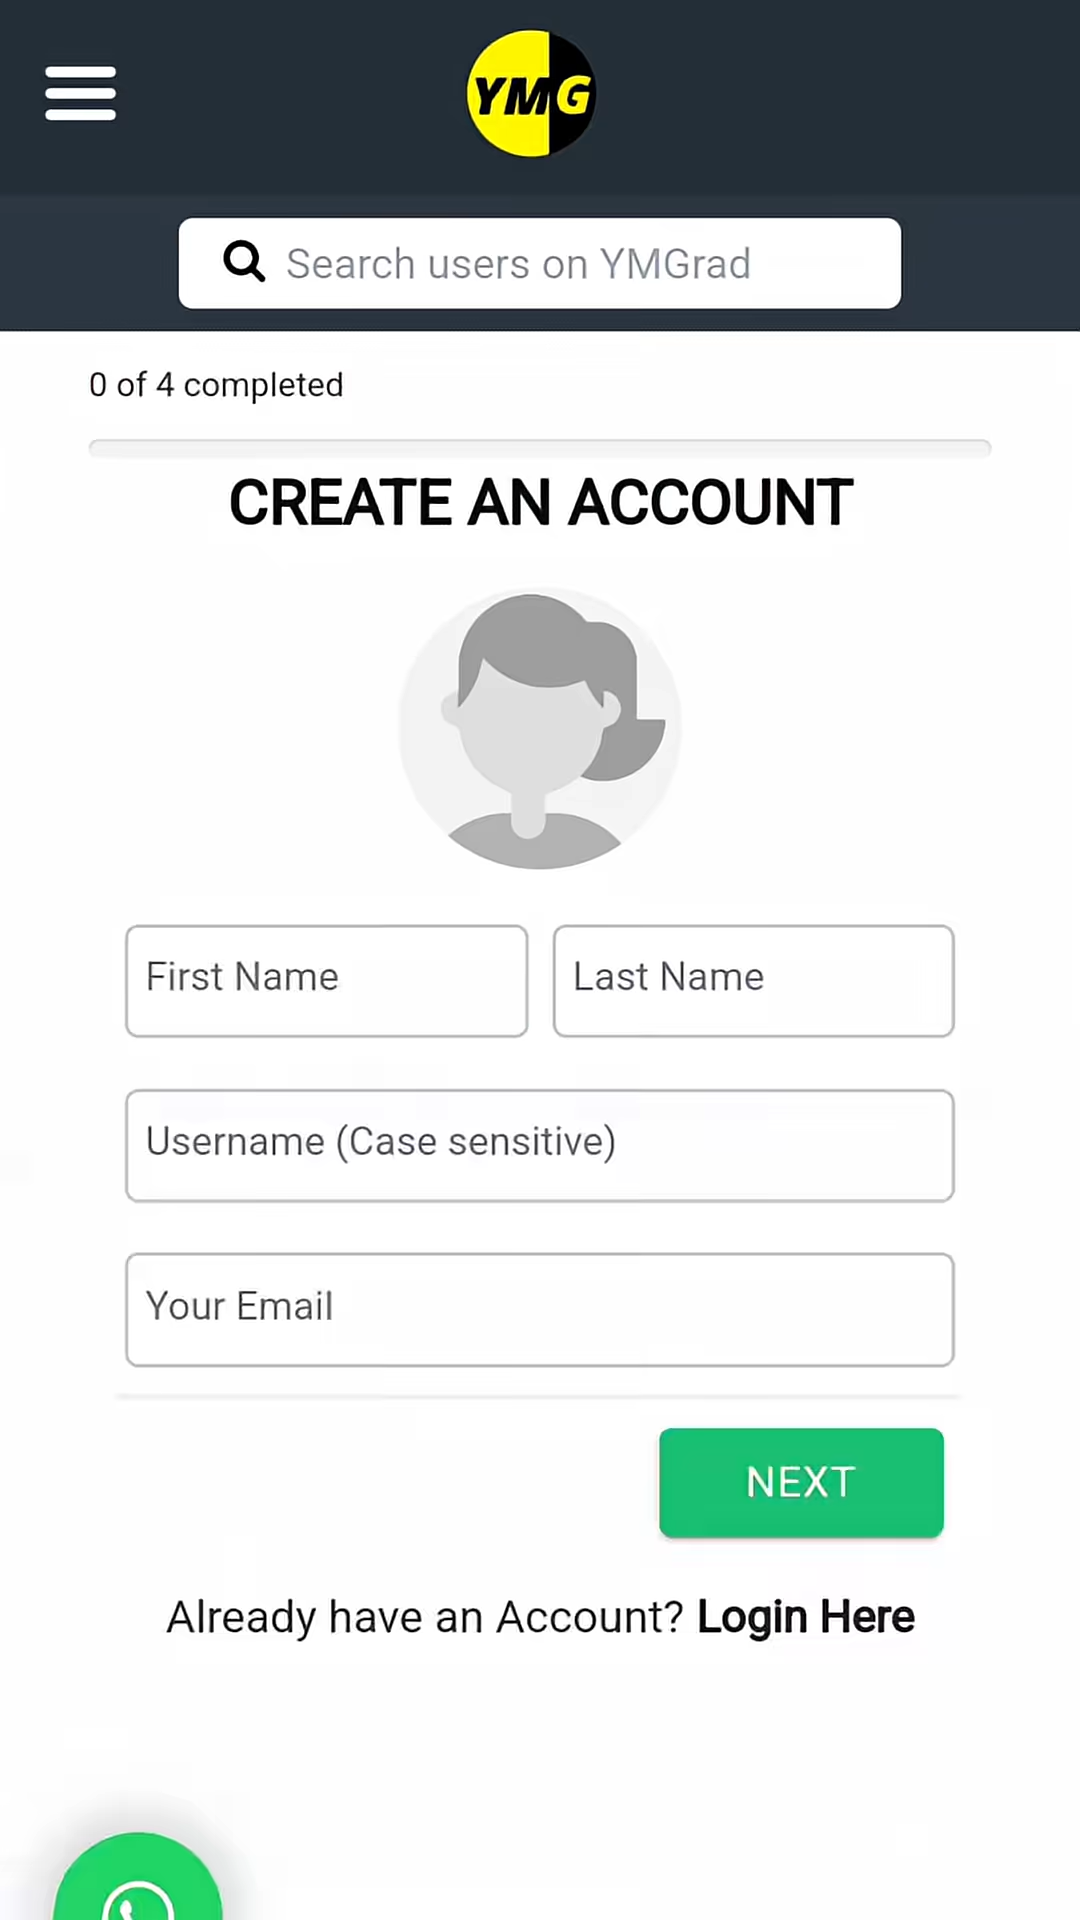 YMG
Search users on YMGrad
0 of 4 completed
CREATE AN ACCOUNT
First Name
Last Name
Username (Case sensitive)
Your Email
NEXT
Already have an Account? Login Here